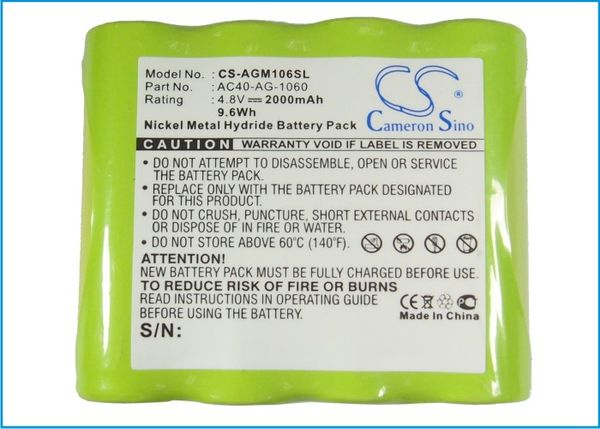 Model No. : CS-AGM106SL
Part No. : AC40-AG-1060
Rating : 4.8V 2000mAh
9.6Wh
Nickel Metal Hydride Battery Pack
CS
Cameron Sino
CAUTION WARRANTY VOID IF LABEL IS REMOVED
• DO NOT ATTEMPT TO DISASSEMBLE, OPEN OR SERVICE
THE BATTERY PACK.
• REPLACE ONLY WITH THE BATTERY PACK DESIGNATED
FOR THIS PRODUCT.
• DO NOT CRUSH, PUNCTURE, SHORT EXTERNAL CONTACTS OR
DISPOSE OF IN FIRE OR WATER.
• DO NOT STORE ABOVE 60°C (140°F).
ATTENTION
NEW BATTERY PACK MUST BE FULLY CHARGED BEFORE USE.
TO REDUCE RISK OF FIRE OR BURNS
READ INSTRUCTIONS IN OPERATING GUIDE
BEFORE USING THIS BATTERY PACK.
CE
Made in China
S/N: